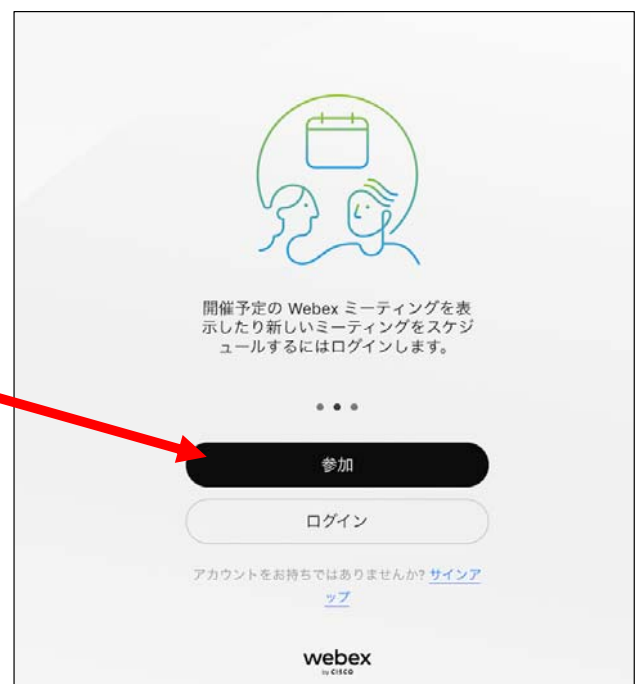 開催予定の Webex ミーティングを表
示したり新しいミーティングをスケジ
ュールするにはログインします。
参加
ログイン
アカウントをお持ちではありませんか? サインア
ップ
webex
by CISCO